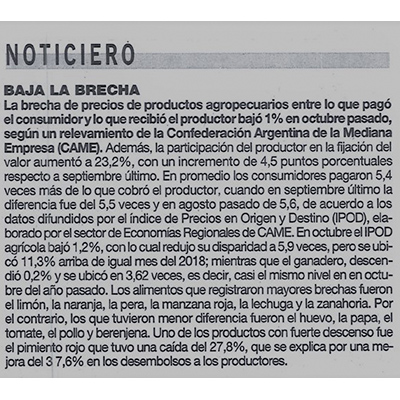 NOTICIERO
BAJA LA BRECHA
La brecha de precios de productos agropecuarios entre lo que pagó
el consumidor y lo que recibió el productor bajó 1% en octubre pasado,
según un relevamiento de la Confederación Argentina de la Mediana
Empresa (CAME). Además, la participación del productor en la fijación del
valor aumentó a 23,2%, con un incremento de 4,5 puntos porcentuales
respecto a septiembre último. En promedio los consumidores pagaron 5,4
veces más de lo que cobró el productor, cuando en septiembre último la
diferencia fue del 5,5 veces y en agosto pasado de 5,6, de acuerdo a los
datos difundidos por el índice de Precios en Origen y Destino (IPOD), ela-
borado por el sector de Economías Regionales de CAME. En octubre el IPOD
agrícola bajó 1,2%, con lo cual redujo su disparidad a 5,9 veces, pero se ubi-
có 11,3% arriba de igual mes del 2018; mientras que el ganadero, descen-
dió 0,2% y se ubicó en 3,62 veces, es decir, casi el mismo nivel en en octu-
bre del año pasado. Los alimentos que registraron mayores brechas fueron
el limón, la naranja, la pera, la manzana roja, la lechuga y la zanahoria. Por
el contrario, los que tuvieron menor diferencia fueron el huevo, la papa, el
tomate, el pollo y berenjena. Uno de los productos con fuerte descenso fue
el pimiento rojo que tuvo una caída del 27,8%, que se explica por una me-
jora del 3 7,6% en los desembolsos a los productores.